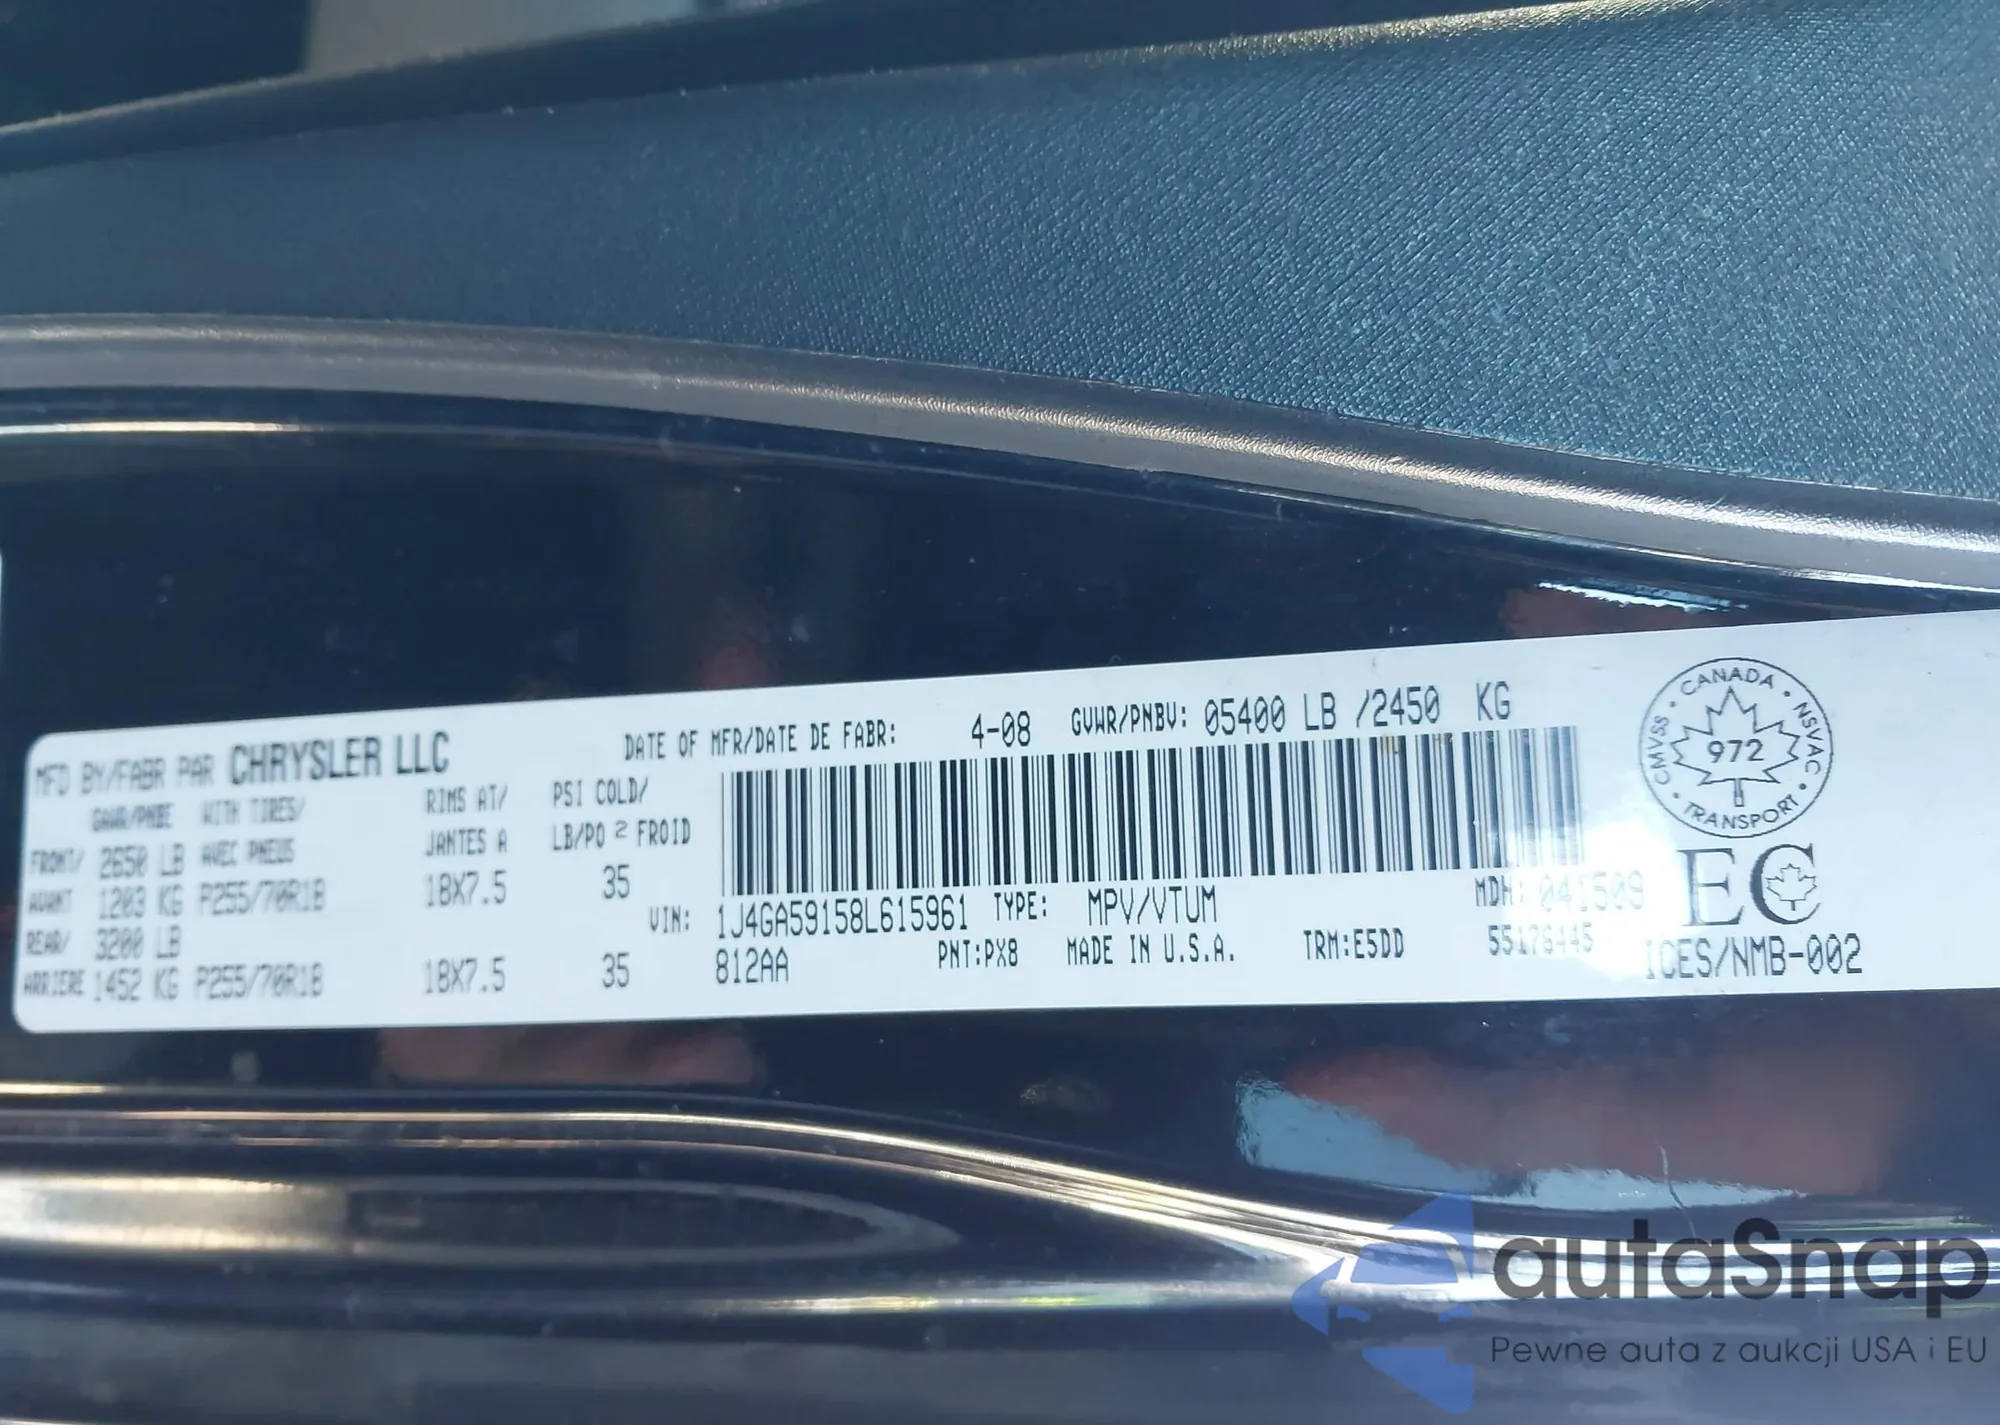 MFD BY/FABR PAR CHRYSLER LLC
DATE OF MFR/DATE DE FABR: 4-08 GVWR/PNBV: 05400 LB /2450 KG
GAWR/PNBE WITH TIRES/ RIMS AT/ PSI COLD/
AVEC PNEUS JANTES A LB/PO 2 FROID
FRONT/ 2650 LB
AVANT 1203 KG P255/70R18 18X7.5 35
REAR/ 3200 LB
ARRIERE 1452 KG P255/70R18 18X7.5 35
VIN: 1J4GA59158L615961 TYPE: MPV/VTUM MDH: 041509
812AA PNT:PX8 MADE IN U.S.A. TRM:E5DD 55176445
CANADA
CMVSS 972 NSVAC
TRANSPORT
EC
ICES/NMB-002
autaSnap
Pewne auta z aukcji USA i EU